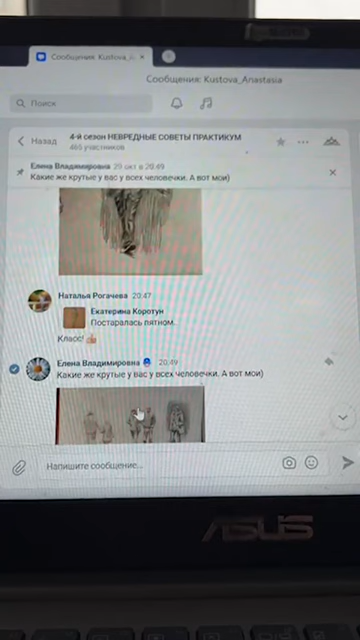 Сообщения: Kustova_A
Сообщения: Kustova_Anastasia
Поиск
Назад
4-й сезон НЕВРЕДНЫЕ СОВЕТЫ ПРАКТИКУМ
465 участников
Елена Владимировна 29 окт в 20:49
Какие же крутые у вас у всех человечки. А вот мои)
Наталья Рогачева 20:47
Екатерина Коротун
Постаралась пятном...
Класс!
Елена Владимировна 20:49
Какие же крутые у вас у всех человечки. А вот мои)
Напишите сообщение...
ASUS